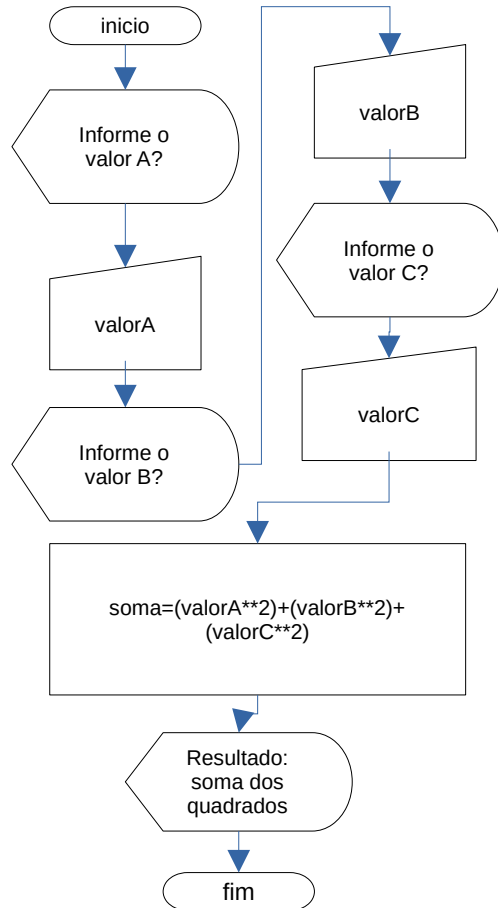 inicio
Informe o
valor A?
valorA
Informe o
valor B?
valorB
Informe o
valor C?
valorC
soma=(valorA**2)+(valorB**2)+
(valorC**2)
Resultado:
soma dos
quadrados
fim